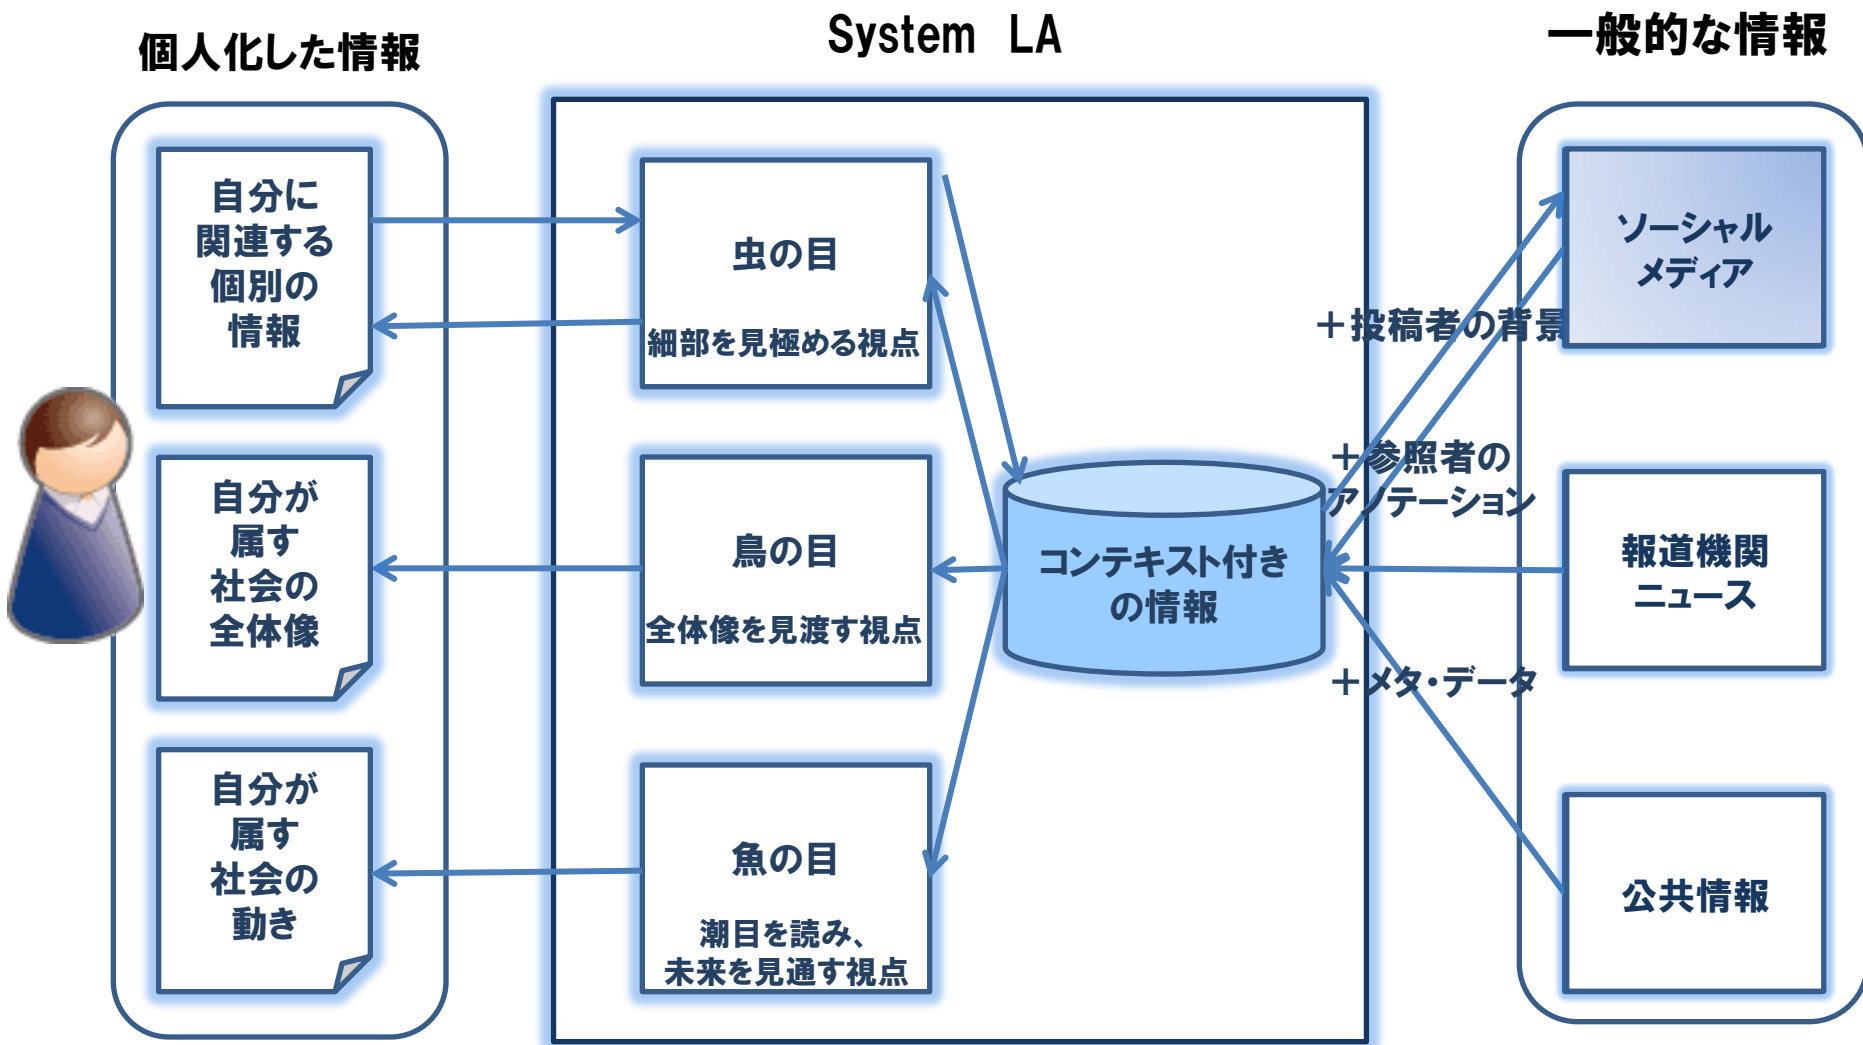 個人化した情報
System LA
一般的な情報
自分に
関連する
個別の
情報
自分が
属す
社会の
全体像
自分が
属す
社会の
動き
虫の目
細部を見極める視点
鳥の目
全体像を見渡す視点
魚の目
潮目を読み、
未来を見通す視点
コンテキスト付き
の情報
＋投稿者の背景
＋参照者の
アノテーション
＋メタ・データ
ソーシャル
メディア
報道機関
ニュース
公共情報